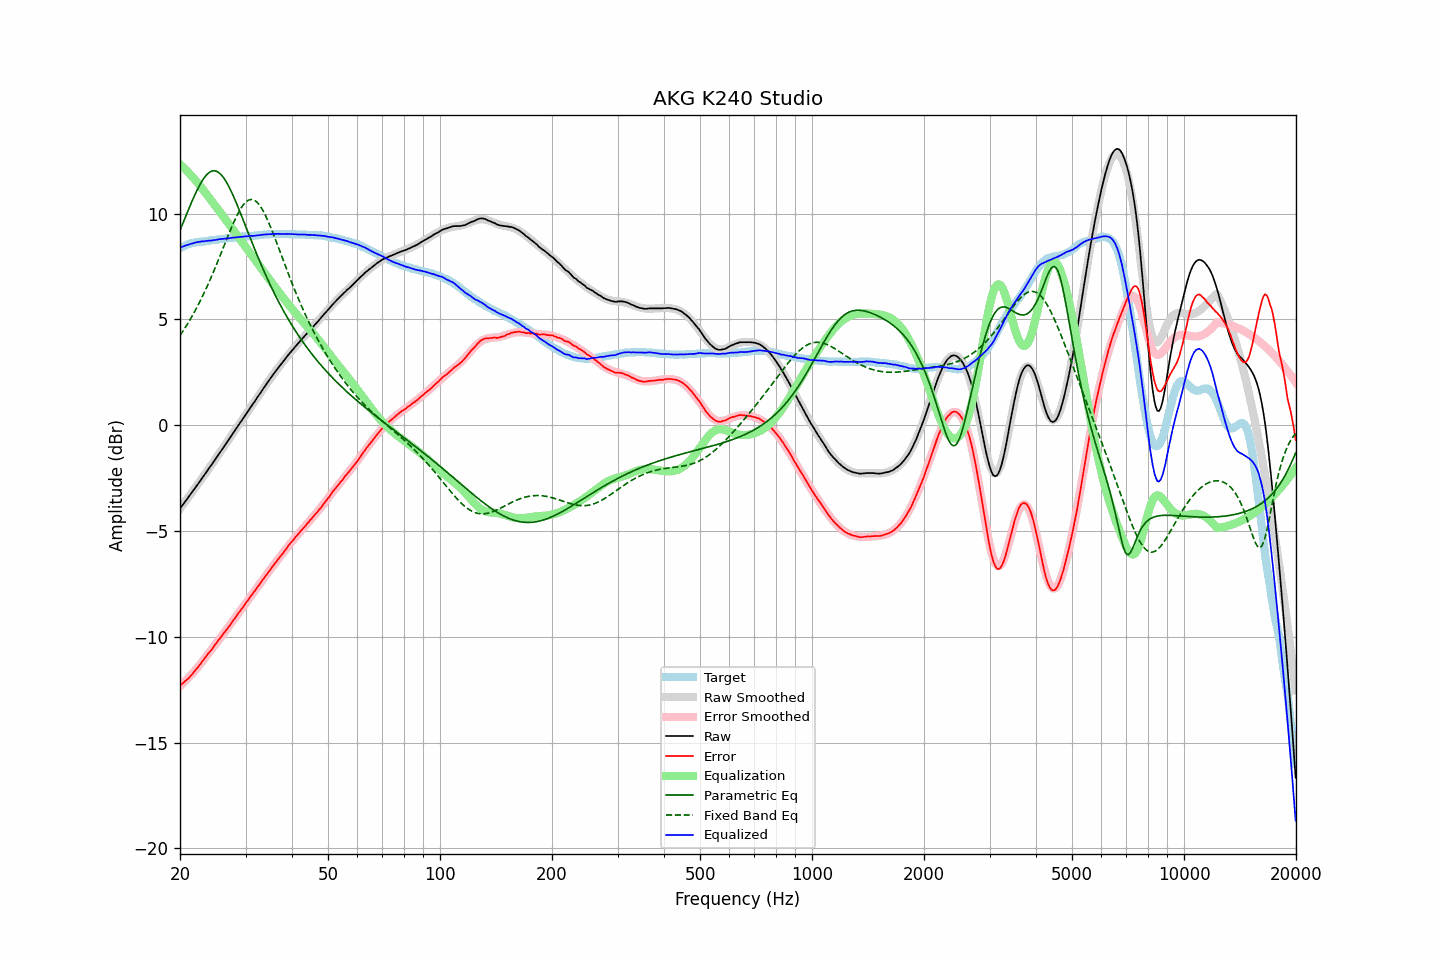 AKG K240 Studio
Amplitude (dBr)
10
5
0
−5
−10
−15
−20
Target
Raw Smoothed
Error Smoothed
Raw
Error
Equalization
Parametric Eq
Fixed Band Eq
Equalized
20 50 100 200 500 1000 2000 5000 10000 20000
Frequency (Hz)